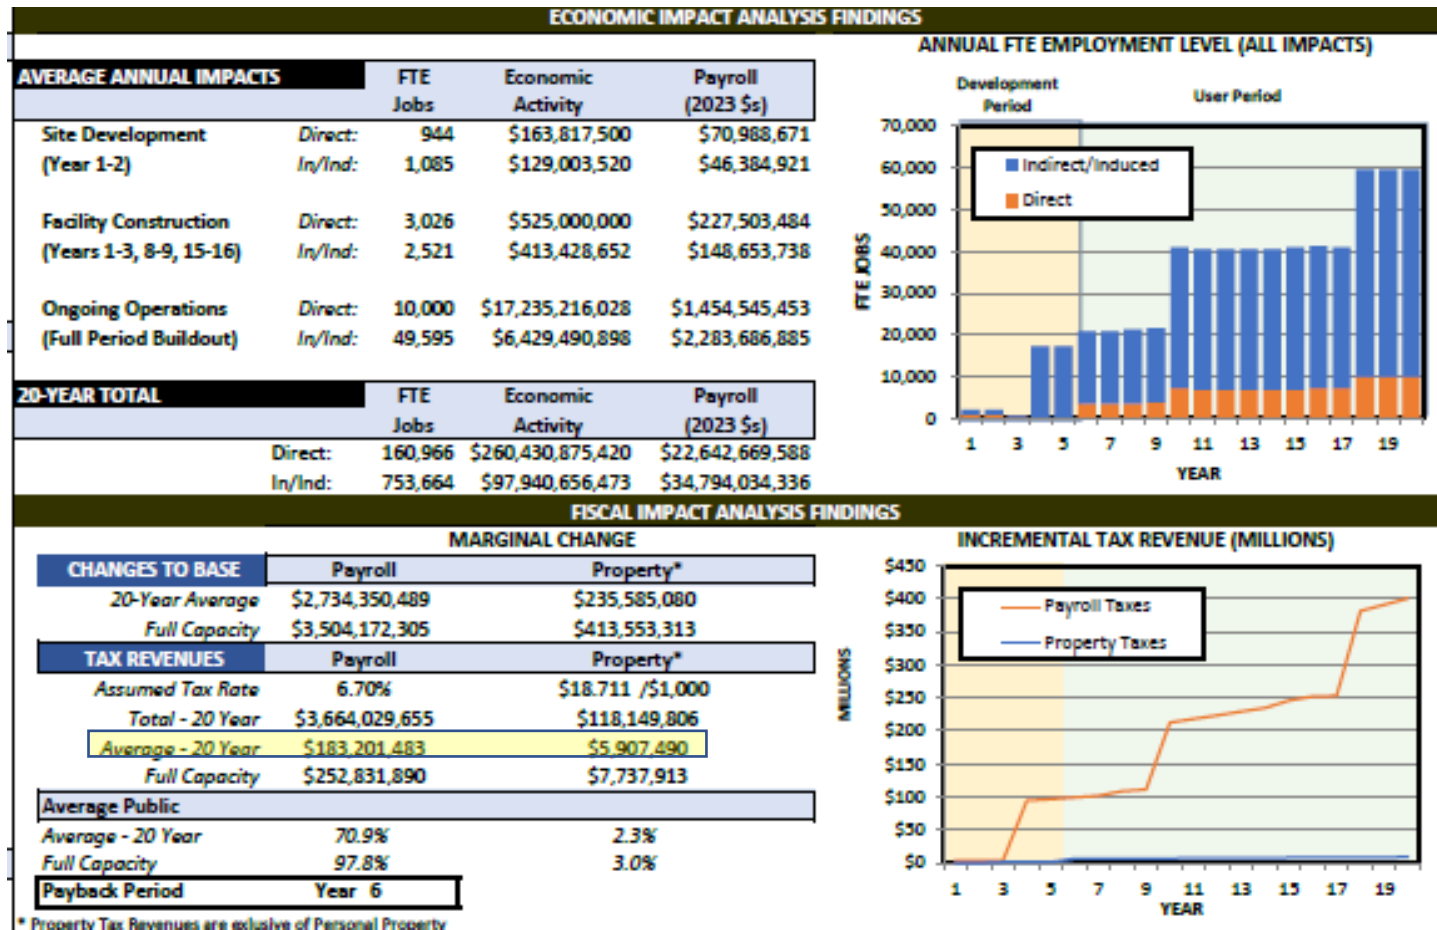 ECONOMIC IMPACT ANALYSIS FINDINGS
AVERAGE ANNUAL IMPACTS FTE Economic Payroll
Jobs Activity (2023 $s)
Site Development Direct: 944 $163,817,500 $70,988,671
(Year 1-2) In/Ind: 1,085 $129,003,520 $46,384,921
Facility Construction Direct: 3,026 $525,000,000 $227,503,484
(Years 1-3, 8-9, 15-16) In/Ind: 2,521 $413,428,652 $148,653,738
Ongoing Operations Direct: 10,000 $17,235,216,028 $1,454,545,453
(Full Period Buildout) In/Ind: 49,595 $6,429,490,898 $2,283,686,885
20-YEAR TOTAL FTE Economic Payroll
Jobs Activity (2023 $s)
Direct: 160,966 $260,430,875,420 $22,642,669,588
In/Ind: 753,664 $97,940,656,473 $34,794,034,336
ANNUAL FTE EMPLOYMENT LEVEL (ALL IMPACTS)
Development
Period
User Period
70,000
60,000
50,000
40,000
30,000
20,000
10,000
0
FTE JOBS
Indirect/Induced
Direct
1 3 5 7 9 11 13 15 17 19
YEAR
FISCAL IMPACT ANALYSIS FINDINGS
MARGINAL CHANGE
CHANGES TO BASE Payroll Property*
20-Year Average $2,734,350,489 $235,585,080
Full Capacity $3,504,172,305 $413,553,313
TAX REVENUES Payroll Property*
Assumed Tax Rate 6.70% $18.711 /$1,000
Total - 20 Year $3,664,029,655 $118,149,806
Average - 20 Year $183,201,483 $5,907,490
Full Capacity $252,831,890 $7,737,913
Average Public
Average - 20 Year 70.9% 2.3%
Full Capacity 97.8% 3.0%
Payback Period Year 6
* Property Tax Revenues are exlusive of Personal Property
INCREMENTAL TAX REVENUE (MILLIONS)
$450
$400
$350
$300
$250
$200
$150
$100
$50
$0
MILLIONS
Payroll Taxes
Property Taxes
1 3 5 7 9 11 13 15 17 19
YEAR